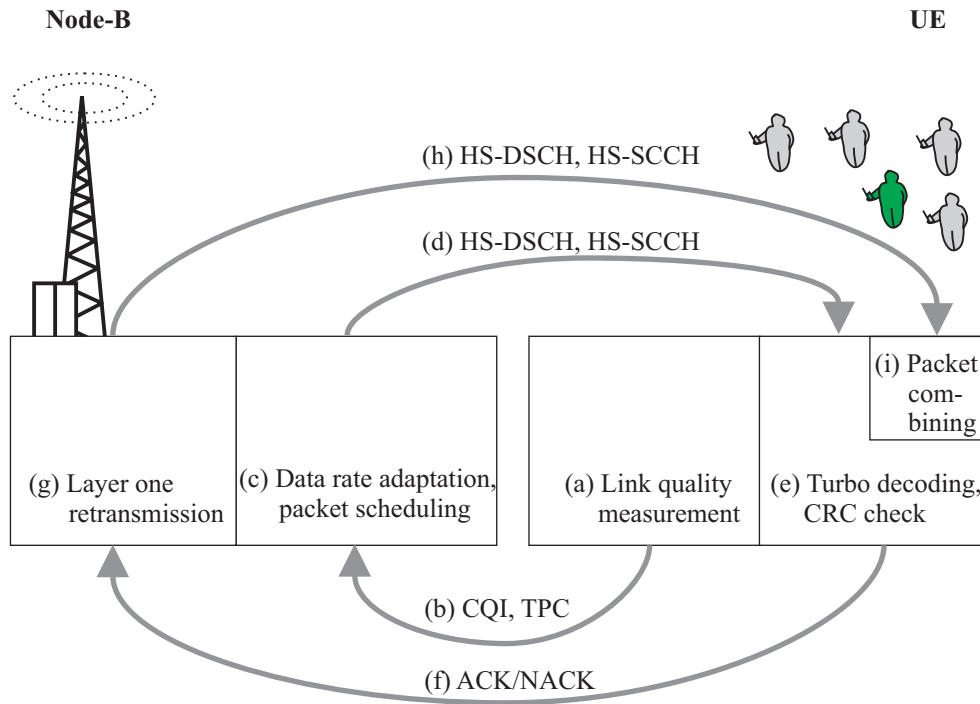 Node-B
UE
(h) HS-DSCH, HS-SCCH
(d) HS-DSCH, HS-SCCH
(i) Packet
com-
bining
(g) Layer one
retransmission
(c) Data rate adaptation,
packet scheduling
(a) Link quality
measurement
(e) Turbo decoding,
CRC check
(b) CQI, TPC
(f) ACK/NACK